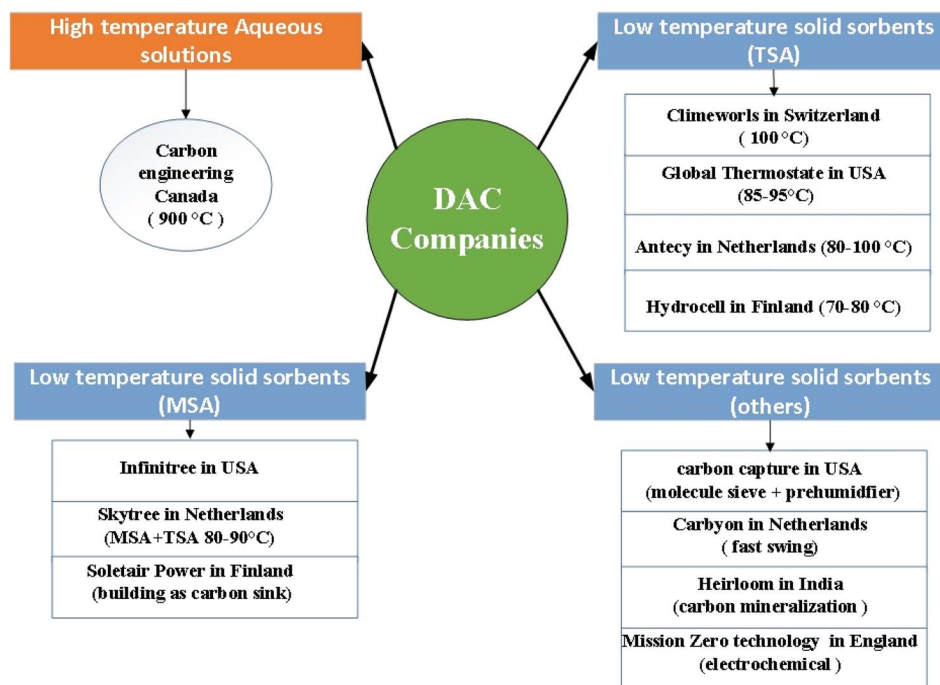 High temperature Aqueous
solutions
Carbon
engineering
Canada
( 900 °C )
DAC
Companies
Low temperature solid sorbents
(TSA)
Climeworls in Switzerland
( 100 °C)
Global Thermostate in USA
(85-95°C)
Antecy in Netherlands (80-100 °C)
Hydrocell in Finland (70-80 °C)
Low temperature solid sorbents
(MSA)
Infinitree in USA
Skytree in Netherlands
(MSA+TSA 80-90°C)
Soletair Power in Finland
(building as carbon sink)
Low temperature solid sorbents
(others)
carbon capture in USA
(molecule sieve + prehumidfier)
Carbyon in Netherlands
( fast swing)
Heirloom in India
(carbon mineralization )
Mission Zero technology in England
(electrochemical )